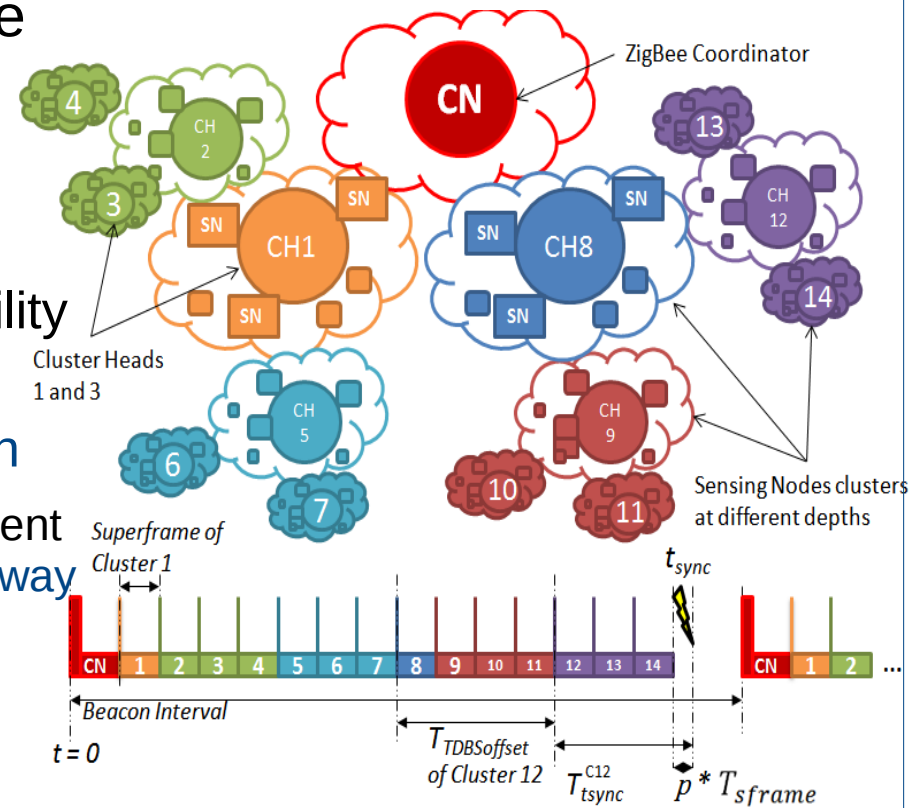 e
ility
n
ent
way
ZigBee Coordinator
CN
4
CH
2
3
SN
SN
CH1
SN
SN
SN
CH8
SN
13
CH
12
14
Cluster Heads
1 and 3
CH
5
6
7
CH
9
10
11
Sensing Nodes clusters
at different depths
Superframe of
Cluster 1
t_sync
CN 1 2 3 4 5 6 7 8 9 10 11 12 13 14 CN 1 2 ...
Beacon Interval
t = 0
T_TDBSoffset
of Cluster 12
T_tsync^C12
p * T_sframe